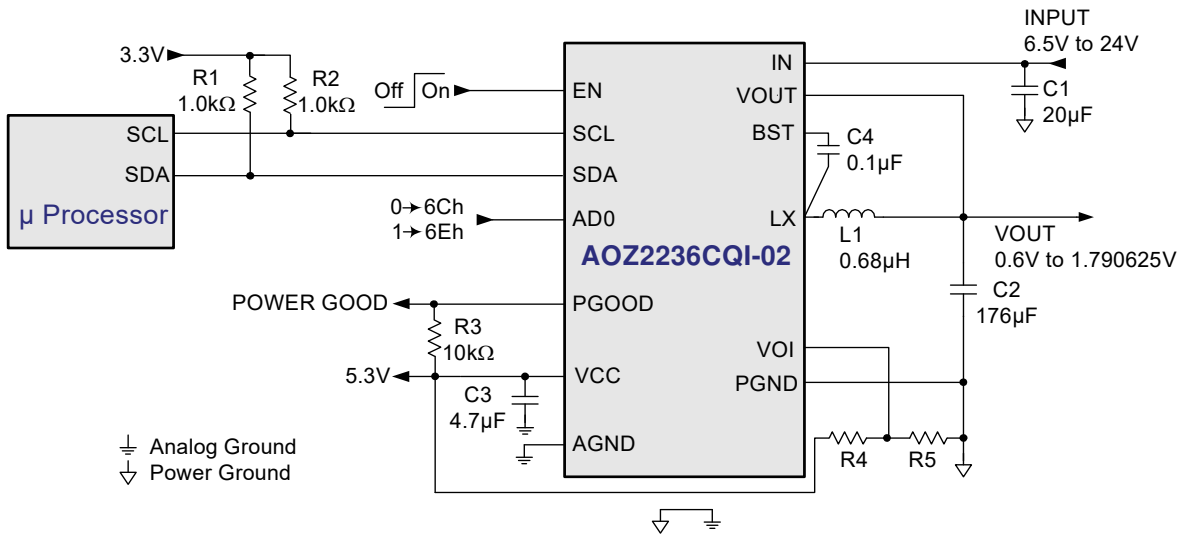 INPUT
6.5V to 24V
3.3V
R1
1.0kΩ
R2
1.0kΩ
Off
On
EN
IN
C1
20µF
VOUT
SCL
SCL
BST
C4
0.1µF
SDA
SDA
µ Processor
0→6Ch
1→6Eh
AD0
LX
L1
0.68µH
VOUT
0.6V to 1.790625V
AOZ2236CQI-02
C2
176µF
POWER GOOD
PGOOD
R3
10kΩ
VOI
5.3V
VCC
PGND
C3
4.7µF
AGND
R4
R5
Analog Ground
Power Ground